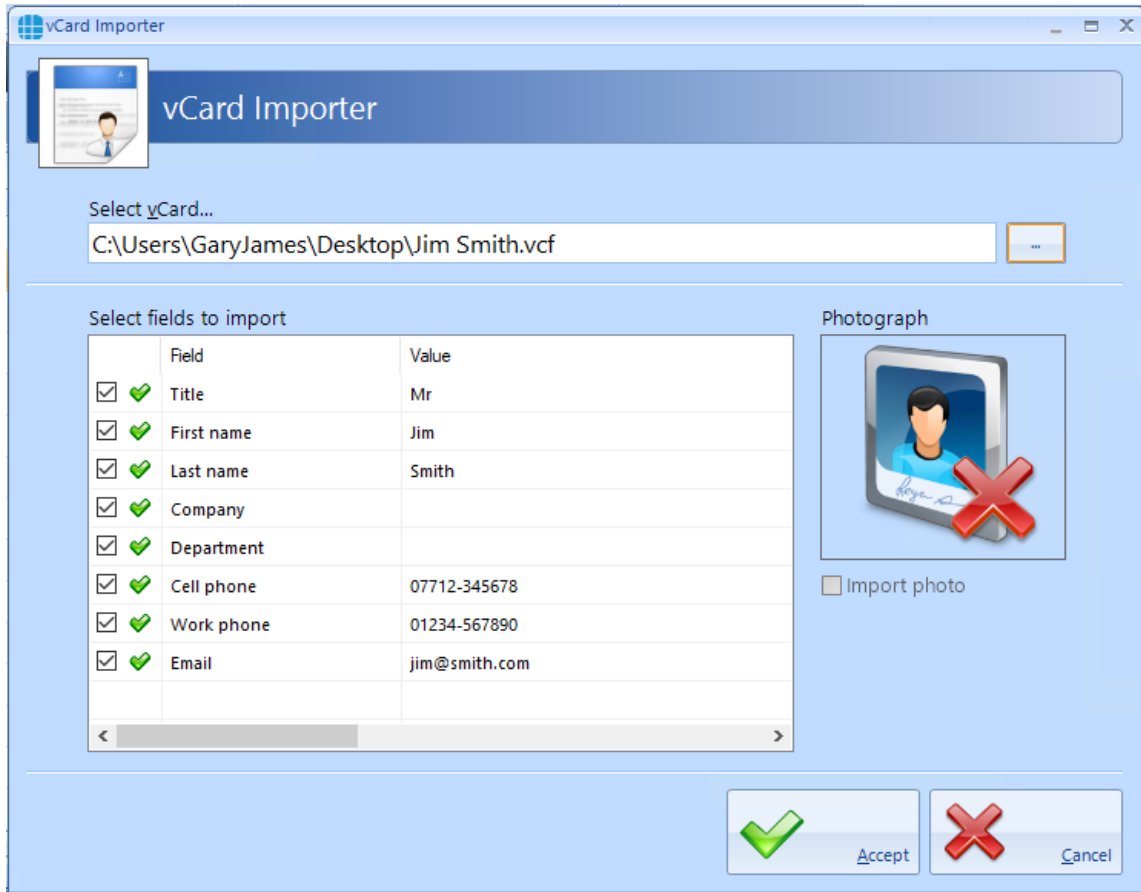 vCard Importer
vCard Importer
Select vCard...
C:\Users\GaryJames\Desktop\Jim Smith.vcf
...
Select fields to import
Photograph
Field Value
Title Mr
First name Jim
Last name Smith
Company
Department
Cell phone 07712-345678
Work phone 01234-567890
Email jim@smith.com
Import photo
Accept
Cancel